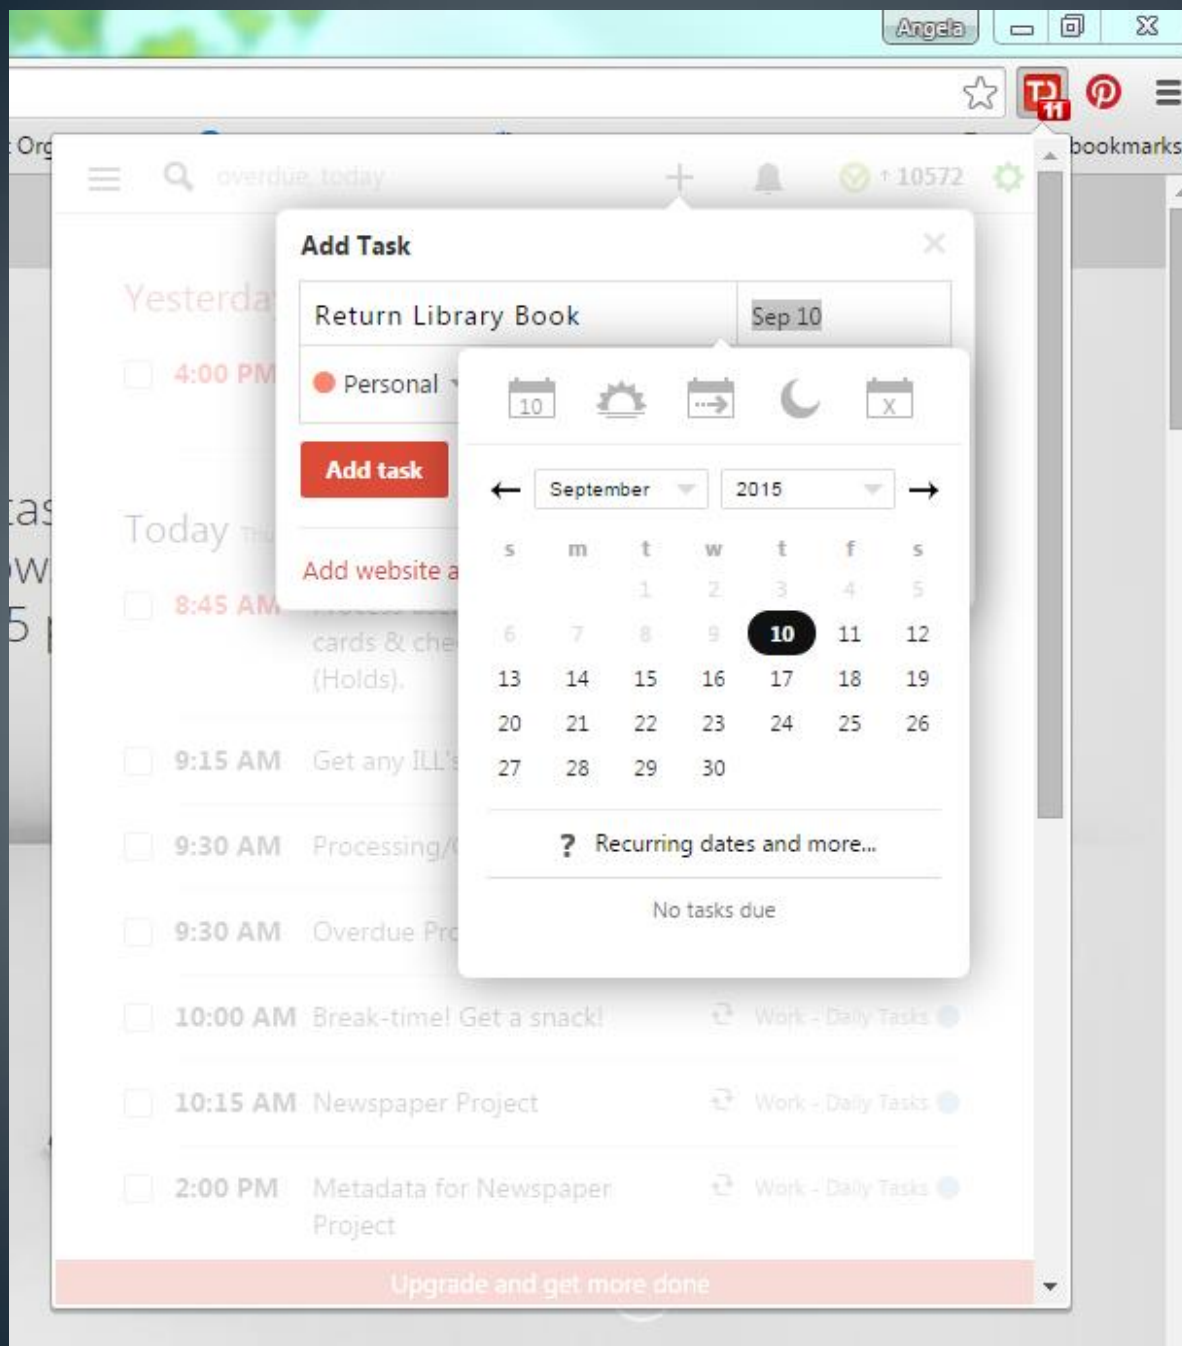 Angela
11
Org
bookmarks
overdue, today
↑ 10572
Add Task
Yesterda
Return Library Book
Sep 10
4:00 PM
Personal
10
X
Add task
September
2015
tas
Today
s m t w t f s
Add website a
1 2 3 4 5
8:45 AM
6 7 8 9 10 11 12
cards & che
(Holds).
13 14 15 16 17 18 19
20 21 22 23 24 25 26
9:15 AM Get any ILL's
27 28 29 30
9:30 AM Processing/
? Recurring dates and more...
No tasks due
9:30 AM Overdue Pro
10:00 AM Break-time! Get a snack!
Work - Daily Tasks
10:15 AM Newspaper Project
Work - Daily Tasks
2:00 PM Metadata for Newspaper
Project
Work - Daily Tasks
Upgrade and get more done